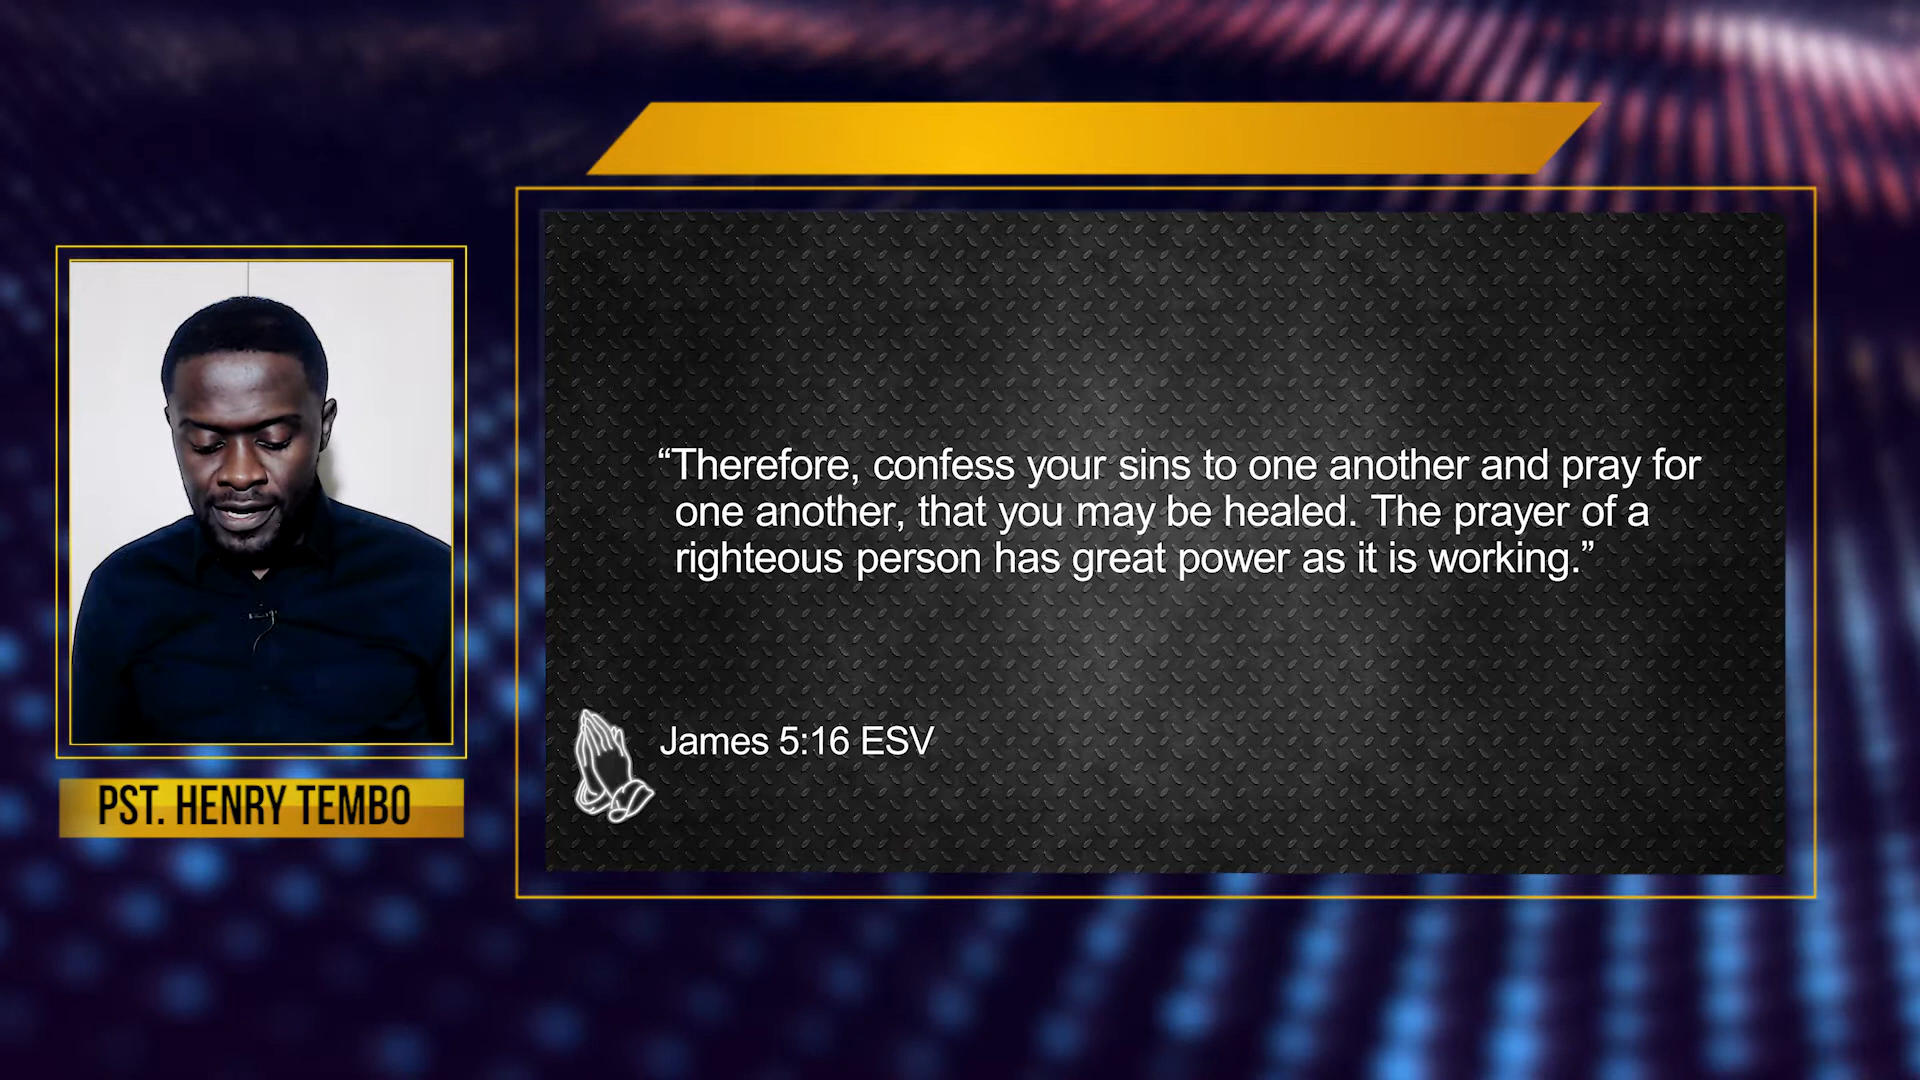 “Therefore, confess your sins to one another and pray for
one another, that you may be healed. The prayer of a
righteous person has great power as it is working.”
James 5:16 ESV
PST. HENRY TEMBO